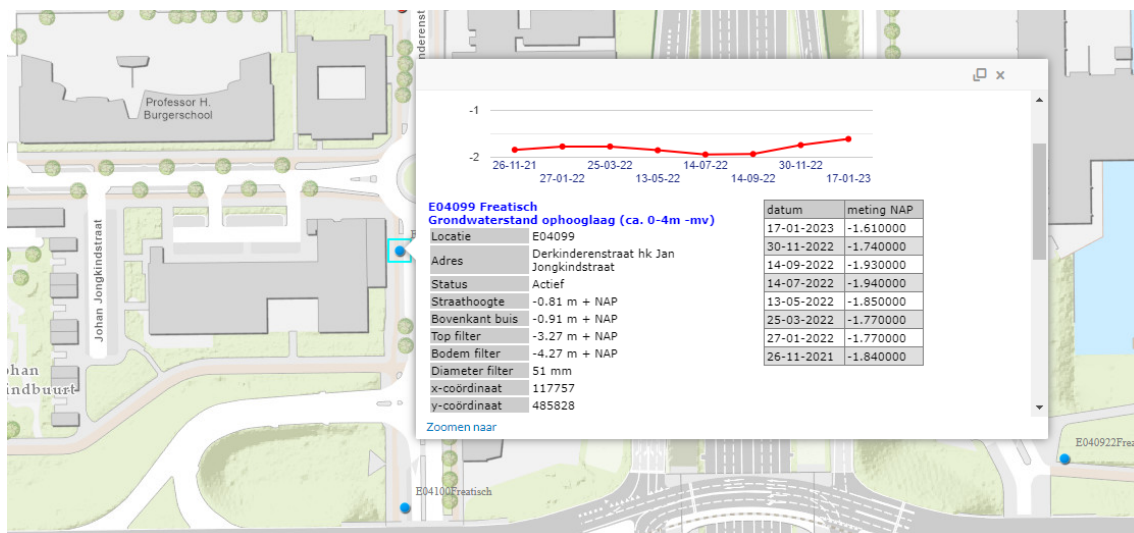 Professor H.
Burgerschool
Johan Jongkindstraat
-1
-2
26-11-21
27-01-22
25-03-22
13-05-22
14-07-22
14-09-22
30-11-22
17-01-23
E04099 Freatisch
Grondwaterstand ophooglaag (ca. 0-4m -mv)
Locatie E04099
Adres Derkinderenstraat hk Jan
Jongkindstraat
Status Actief
Straathoogte -0.81 m + NAP
Bovenkant buis -0.91 m + NAP
Top filter -3.27 m + NAP
Bodem filter -4.27 m + NAP
Diameter filter 51 mm
x-coördinaat 117757
y-coördinaat 485828
datum meting NAP
17-01-2023 -1.610000
30-11-2022 -1.740000
14-09-2022 -1.930000
14-07-2022 -1.940000
13-05-2022 -1.850000
25-03-2022 -1.770000
27-01-2022 -1.770000
26-11-2021 -1.840000
Zoomen naar
E04100Freatisch